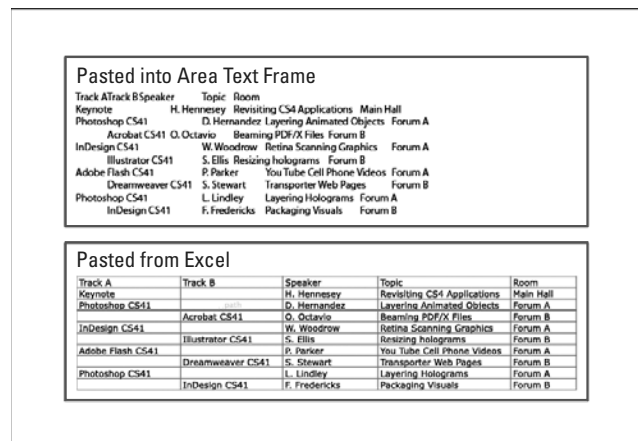 Pasted into Area Text Frame
Track ATrack BSpeaker Topic Room
Keynote H. Hennesey Revisiting CS4 Applications Main Hall
Photoshop CS41 D. Hernandez Layering Animated Objects Forum A
Acrobat CS41 O. Octavio Beaming PDF/X Files Forum B
InDesign CS41 W. Woodrow Retina Scanning Graphics Forum A
Illustrator CS41 S. Ellis Resizing holograms Forum B
Adobe Flash CS41 P. Parker You Tube Cell Phone Videos Forum A
Dreamweaver CS41 S. Stewart Transporter Web Pages Forum B
Photoshop CS41 L. Lindley Layering Holograms Forum A
InDesign CS41 F. Fredericks Packaging Visuals Forum B
Pasted from Excel
Track A Track B Speaker Topic Room
Keynote H. Hennesey Revisiting CS4 Applications Main Hall
Photoshop CS41 path D. Hernandez Layering Animated Objects Forum A
Acrobat CS41 O. Octavio Beaming PDF/X Files Forum B
InDesign CS41 W. Woodrow Retina Scanning Graphics Forum A
Illustrator CS41 S. Ellis Resizing holograms Forum B
Adobe Flash CS41 P. Parker You Tube Cell Phone Videos Forum A
Dreamweaver CS41 S. Stewart Transporter Web Pages Forum B
Photoshop CS41 L. Lindley Layering Holograms Forum A
InDesign CS41 F. Fredericks Packaging Visuals Forum B